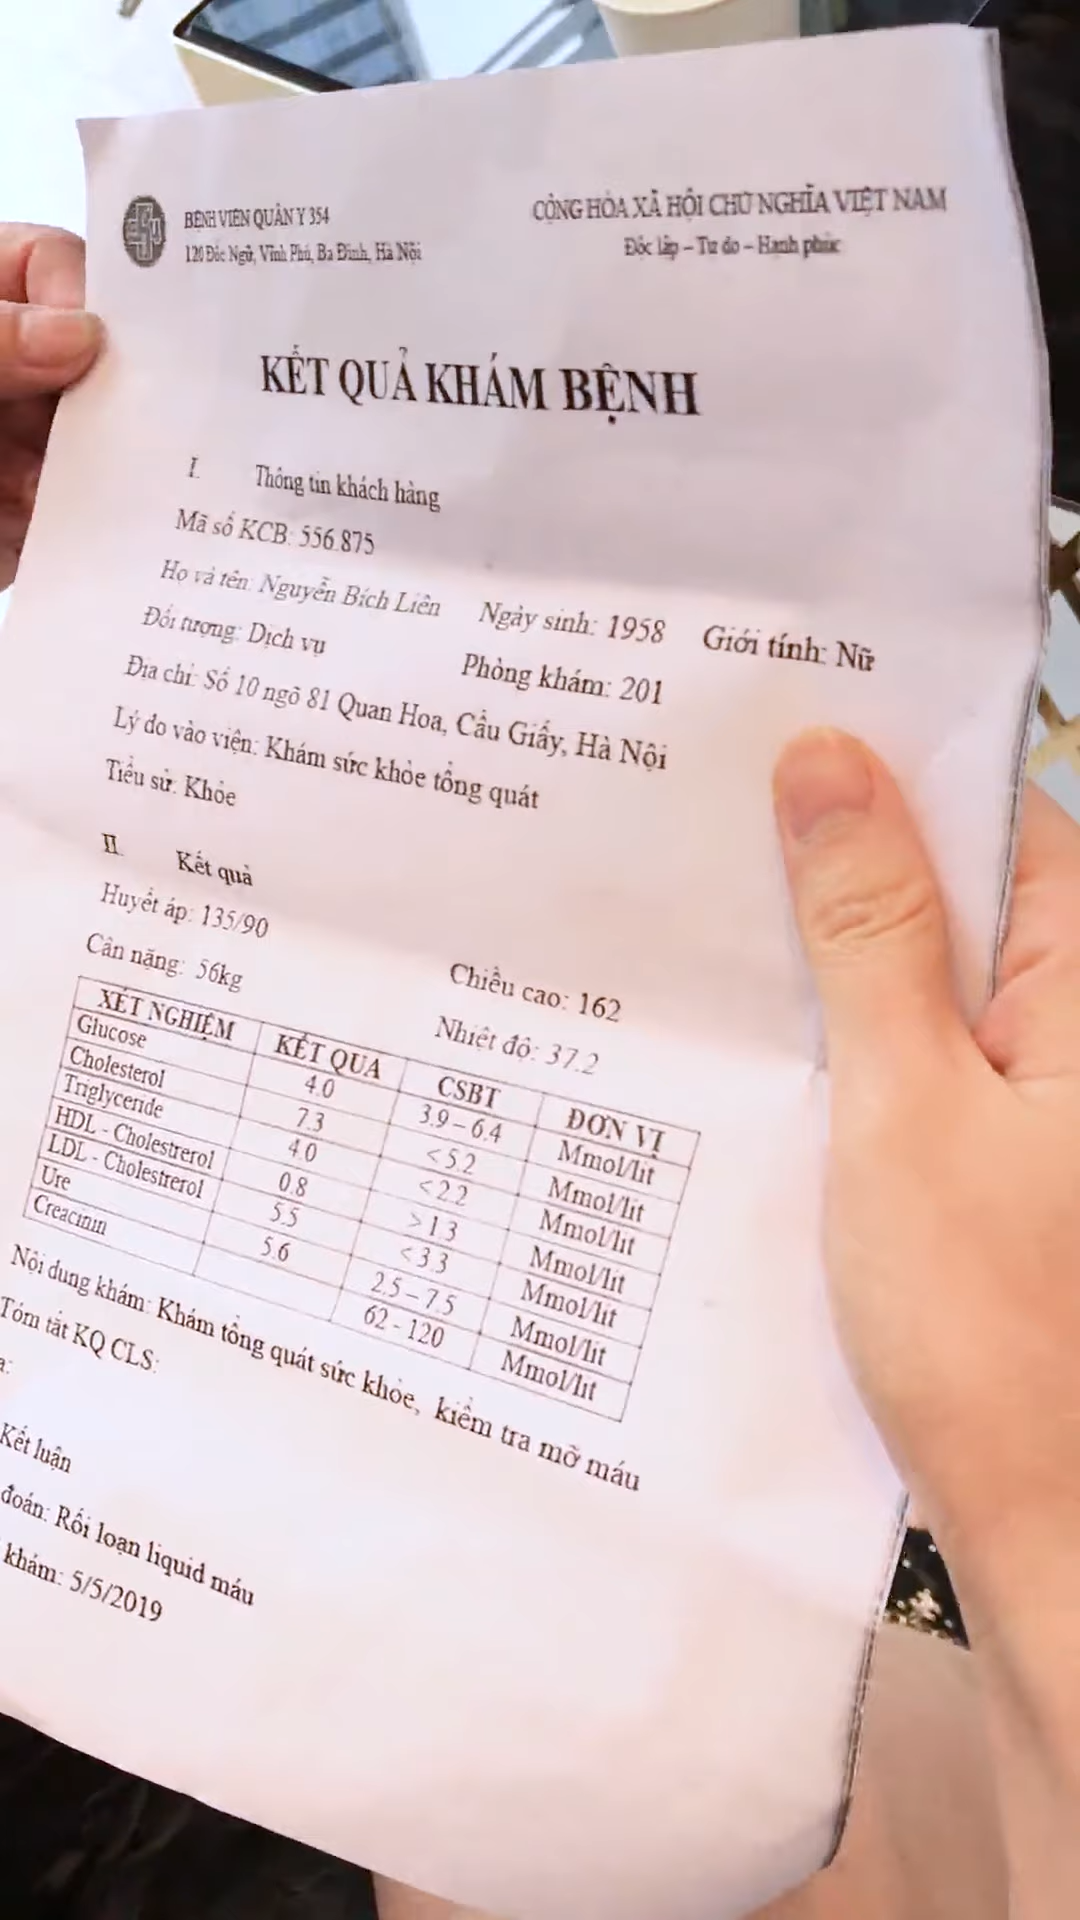 BỆNH VIỆN QUÂN Y 354
120 Đốc Ngữ, Vĩnh Phú, Ba Đình, Hà Nội
CỘNG HÒA XÃ HỘI CHỦ NGHĨA VIỆT NAM
Độc lập – Tự do – Hạnh phúc
KẾT QUẢ KHÁM BỆNH
I. Thông tin khách hàng
Mã số KCB: 556.875
Họ và tên: Nguyễn Bích Liên Ngày sinh: 1958 Giới tính: Nữ
Đối tượng: Dịch vụ Phòng khám: 201
Địa chỉ: Số 10 ngõ 81 Quan Hoa, Cầu Giấy, Hà Nội
Lý do vào viện: Khám sức khỏe tổng quát
Tiểu sử: Khỏe
II. Kết quả
Huyết áp: 135/90 Chiều cao: 162
Cân nặng: 56kg Nhiệt độ: 37.2
XÉT NGHIỆM KẾT QUẢ CSBT ĐƠN VỊ
Glucose 4.0 3.9 – 6.4 Mmol/lit
Cholesterol 7.3 < 5.2 Mmol/lit
Triglyceride 4.0 < 2.2 Mmol/lit
HDL - Cholestrerol 0.8 > 1.3 Mmol/lit
LDL - Cholestrerol 5.5 < 3.3 Mmol/lit
Ure 5.6 2.5 – 7.5 Mmol/lit
Creacinin 62 - 120 Mmol/lit
Nội dung khám: Khám tổng quát sức khỏe, kiểm tra mỡ máu
Tóm tắt KQ CLS:
a:
Kết luận
đoán: Rối loạn liquid máu
khám: 5/5/2019